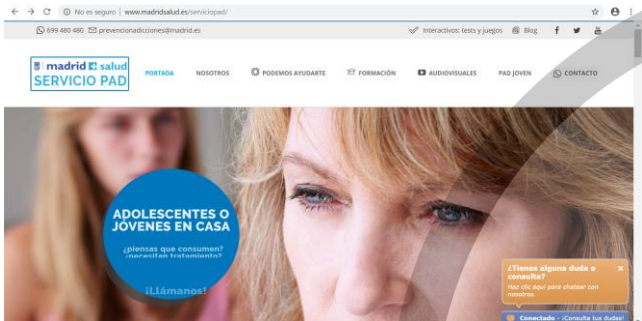 No es seguro | www.madridsalud.es/serviciopad/
699 480 480 prevencionadicciones@madrid.es
Interactivos: tests y juegos Blog
madrid salud
SERVICIO PAD
PORTADA NOSOTROS PODEMOS AYUDARTE FORMACIÓN AUDIOVISUALES PAD JOVEN CONTACTO
ADOLESCENTES O
JÓVENES EN CASA
¿piensas que consumen?
¿necesitan tratamiento?
¡Llámanos!
¿Tienes alguna duda o
consulta?
Haz clic aquí para chatear con
nosotros.
Conectado - ¡Consulta tus dudas!